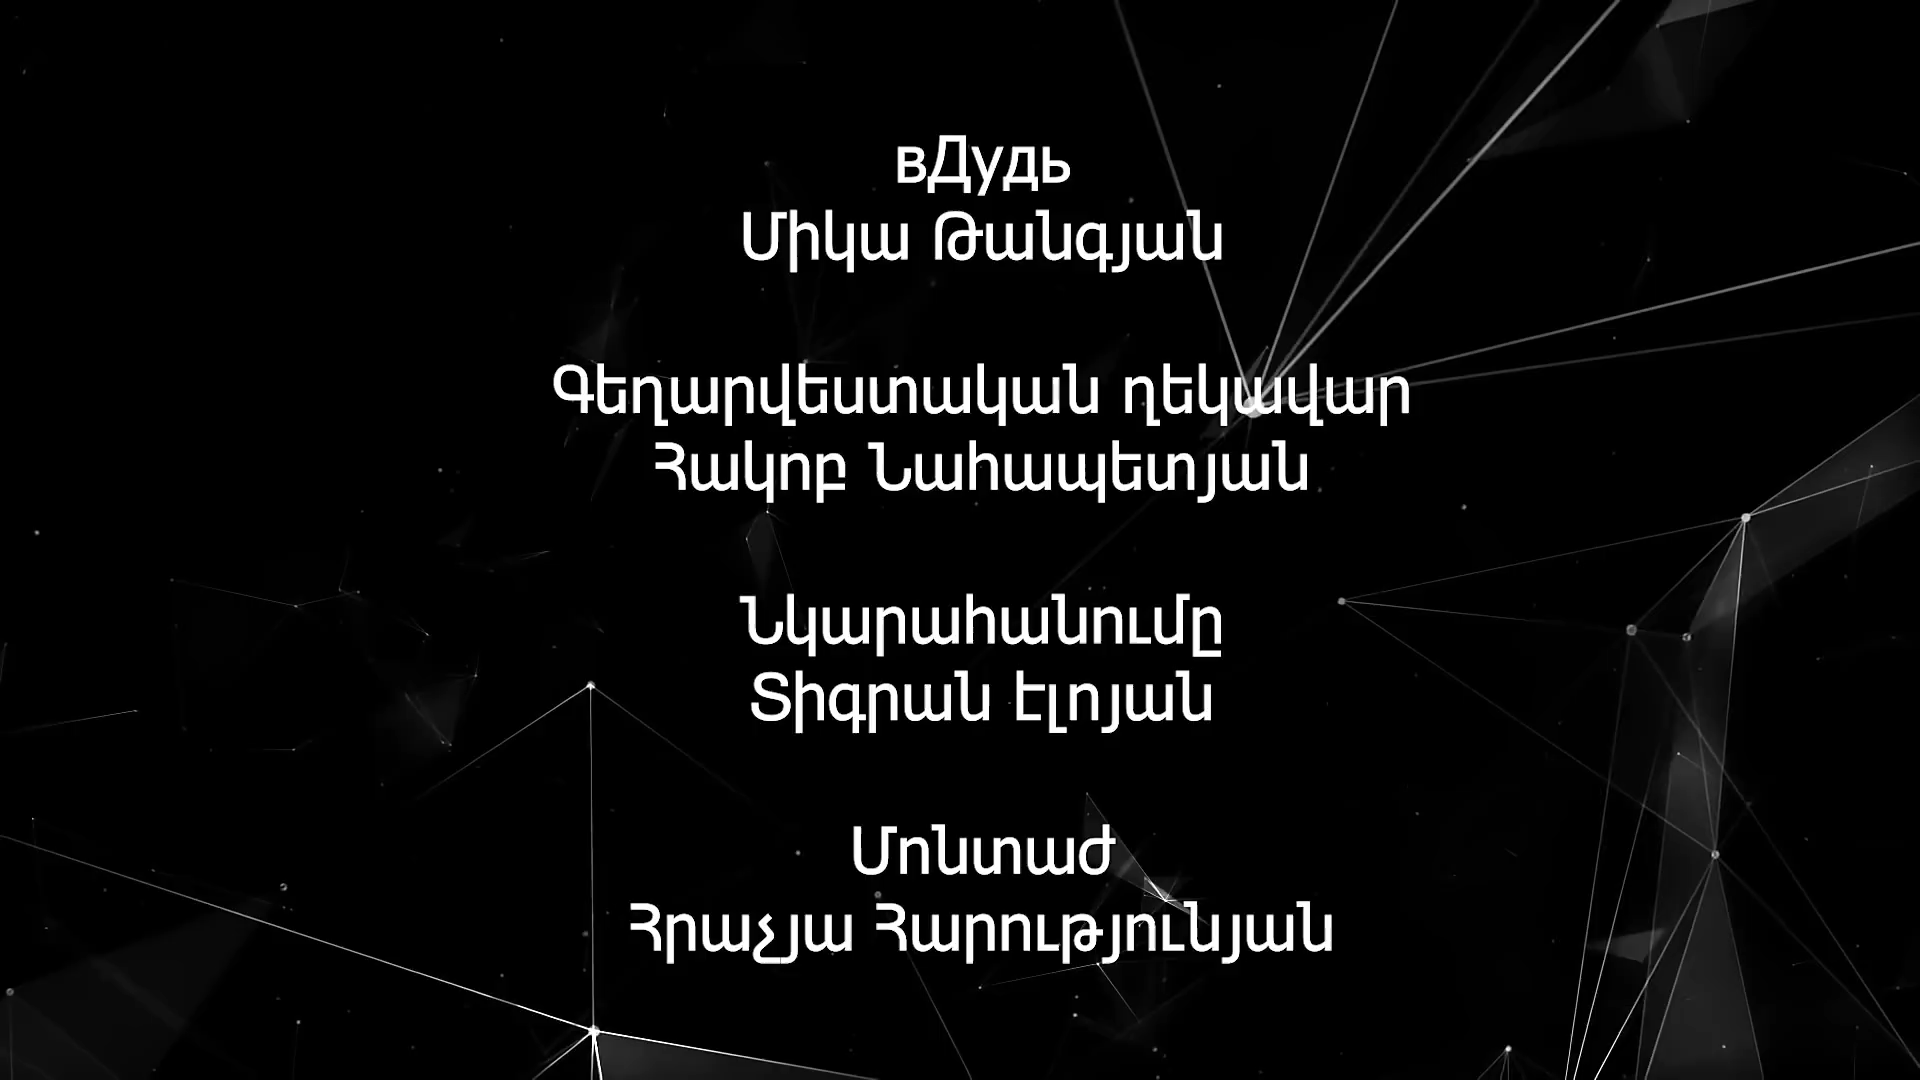 вДудь
Միկա Թանգյան
Գեղարվեստական ղեկավար
Հակոբ Նահապետյան
Նկարահանումը
Տիգրան Էլոյան
Մոնտաժ
Հրաչյա Հարությունյան